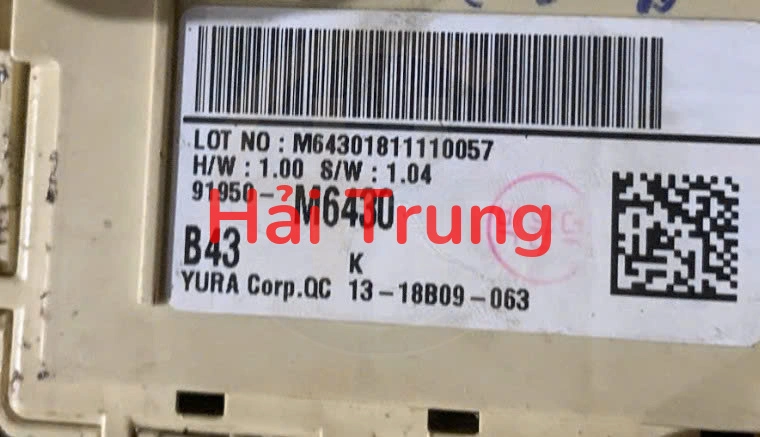 LOT NO : M64301811110057
H/W : 1.00 S/W : 1.04
91950- M6430
Hải Trung
B43 K
YURA Corp.QC 13-18B09-063